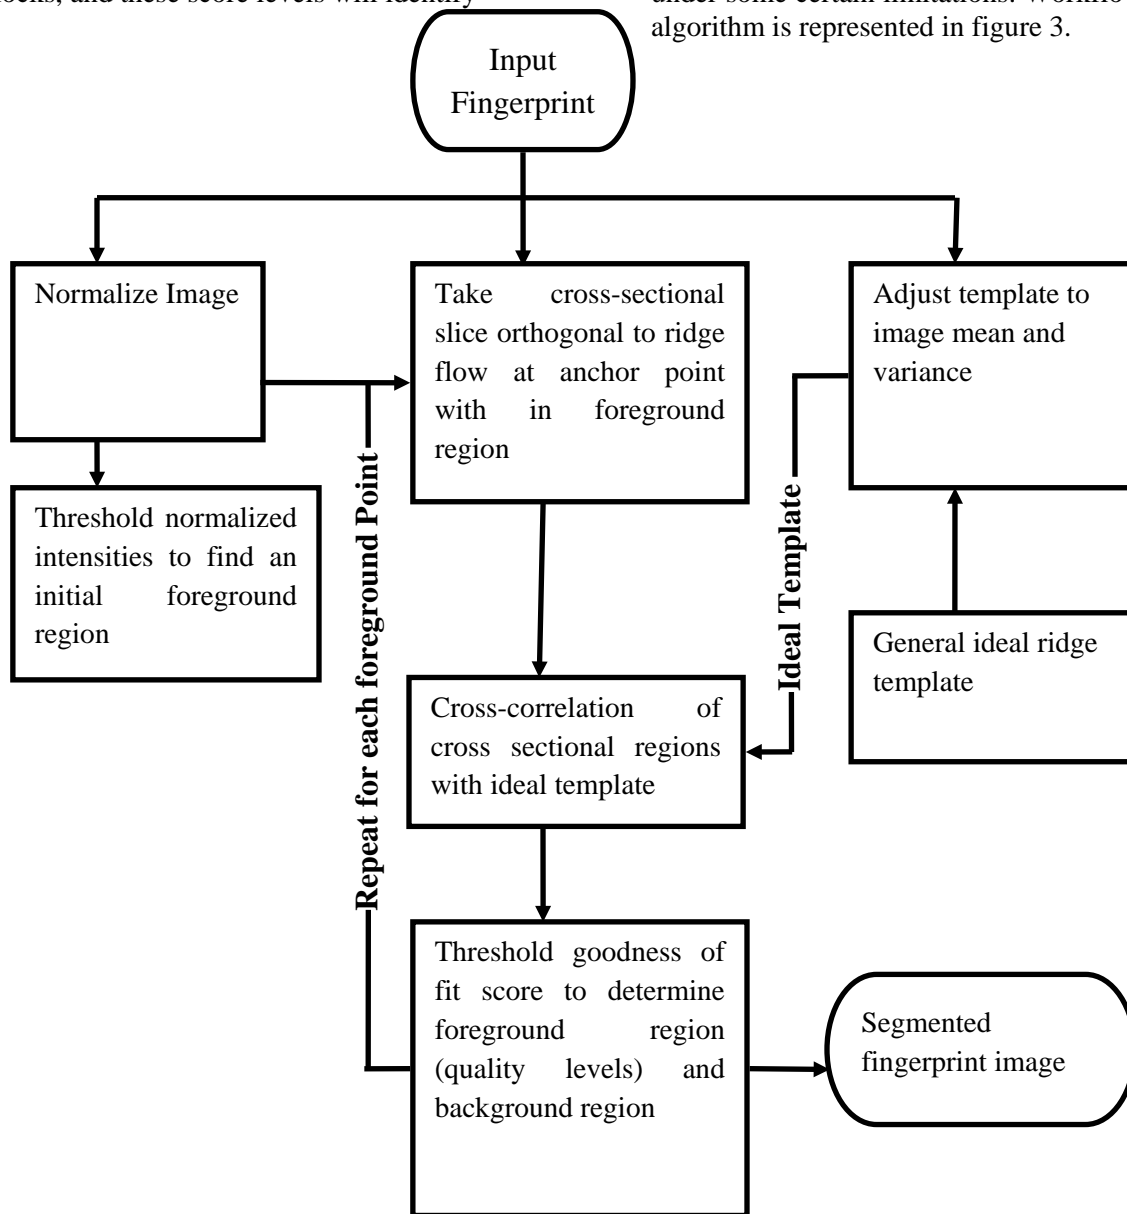 and these score levels will identify
under some certain limitations. Workflo
algorithm is represented in figure 3.
Input
Fingerprint
Normalize Image
Take cross-sectional
slice orthogonal to ridge
flow at anchor point
with in foreground
region
Adjust template to
image mean and
variance
Threshold normalized
intensities to find an
initial foreground
region
Repeat for each foreground Point
Ideal Template
General ideal ridge
template
Cross-correlation of
cross sectional regions
with ideal template
Threshold goodness of
fit score to determine
foreground region
(quality levels) and
background region
Segmented
fingerprint image